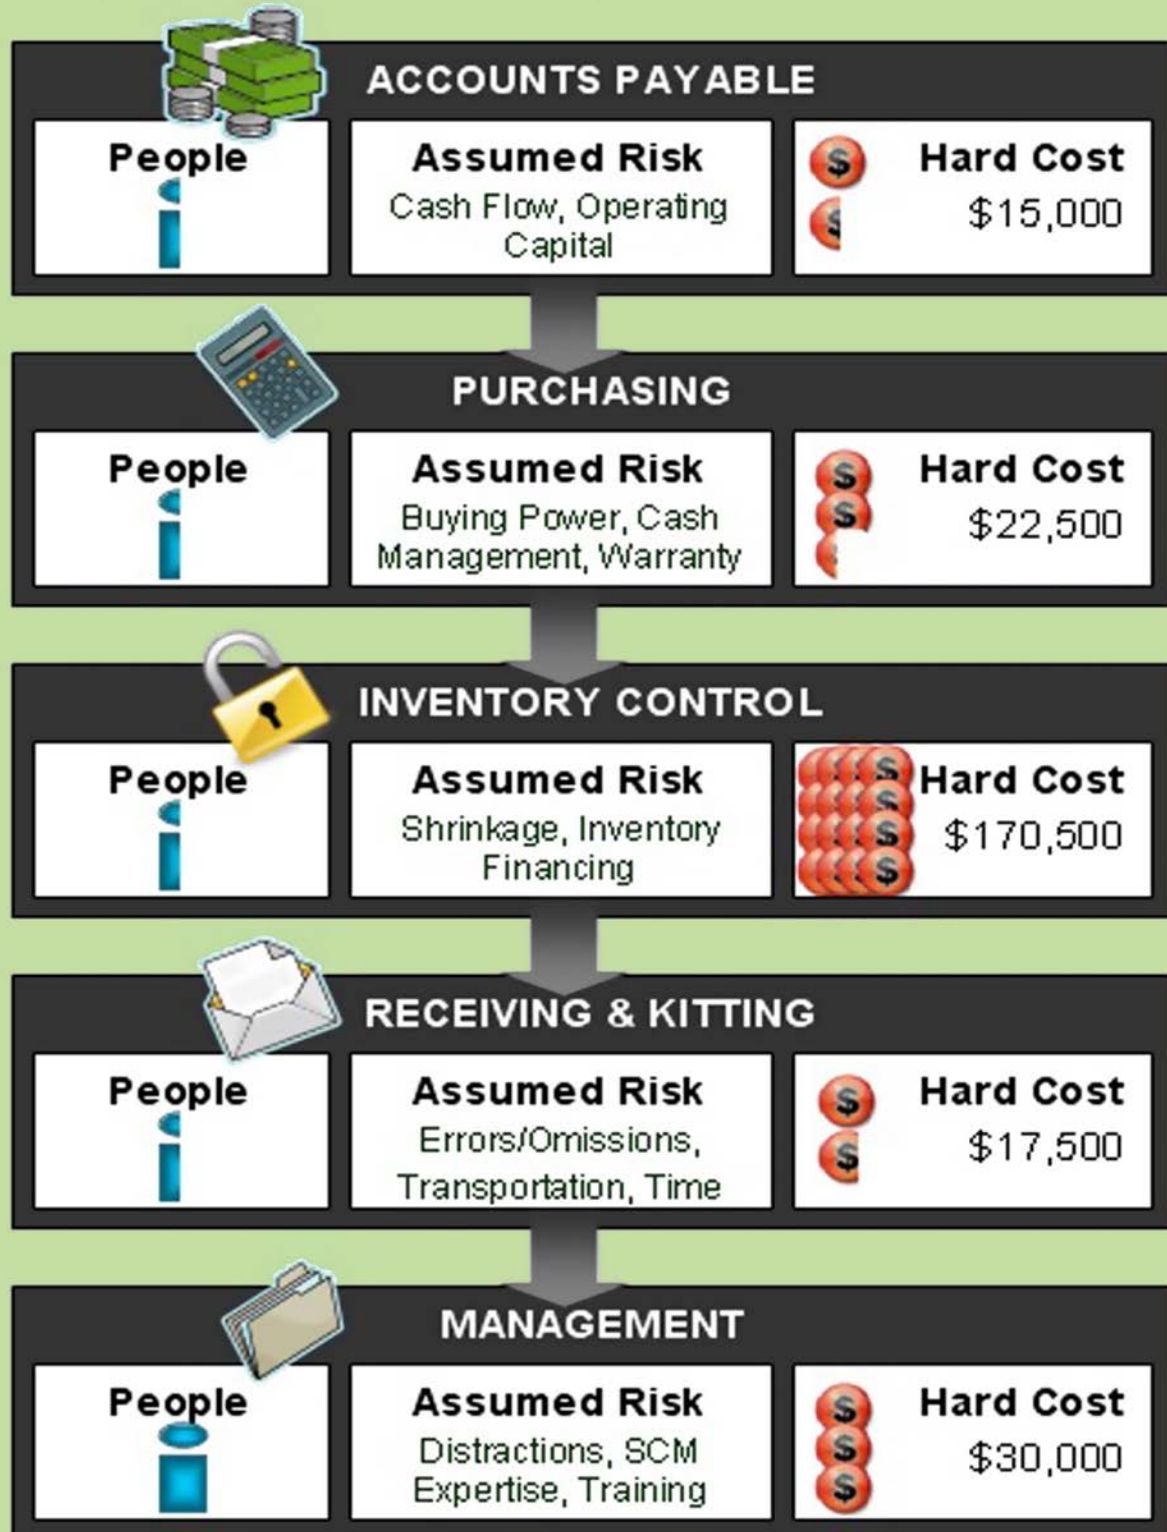 ACCOUNTS PAYABLE
People
Assumed Risk
Cash Flow, Operating
Capital
$
$
Hard Cost
$15,000
PURCHASING
People
Assumed Risk
Buying Power, Cash
Management, Warranty
$
$
Hard Cost
$22,500
INVENTORY CONTROL
People
Assumed Risk
Shrinkage, Inventory
Financing
$
$
$
$
Hard Cost
$170,500
RECEIVING & KITTING
People
Assumed Risk
Errors/Omissions,
Transportation, Time
$
$
Hard Cost
$17,500
MANAGEMENT
People
Assumed Risk
Distractions, SCM
Expertise, Training
$
$
$
Hard Cost
$30,000